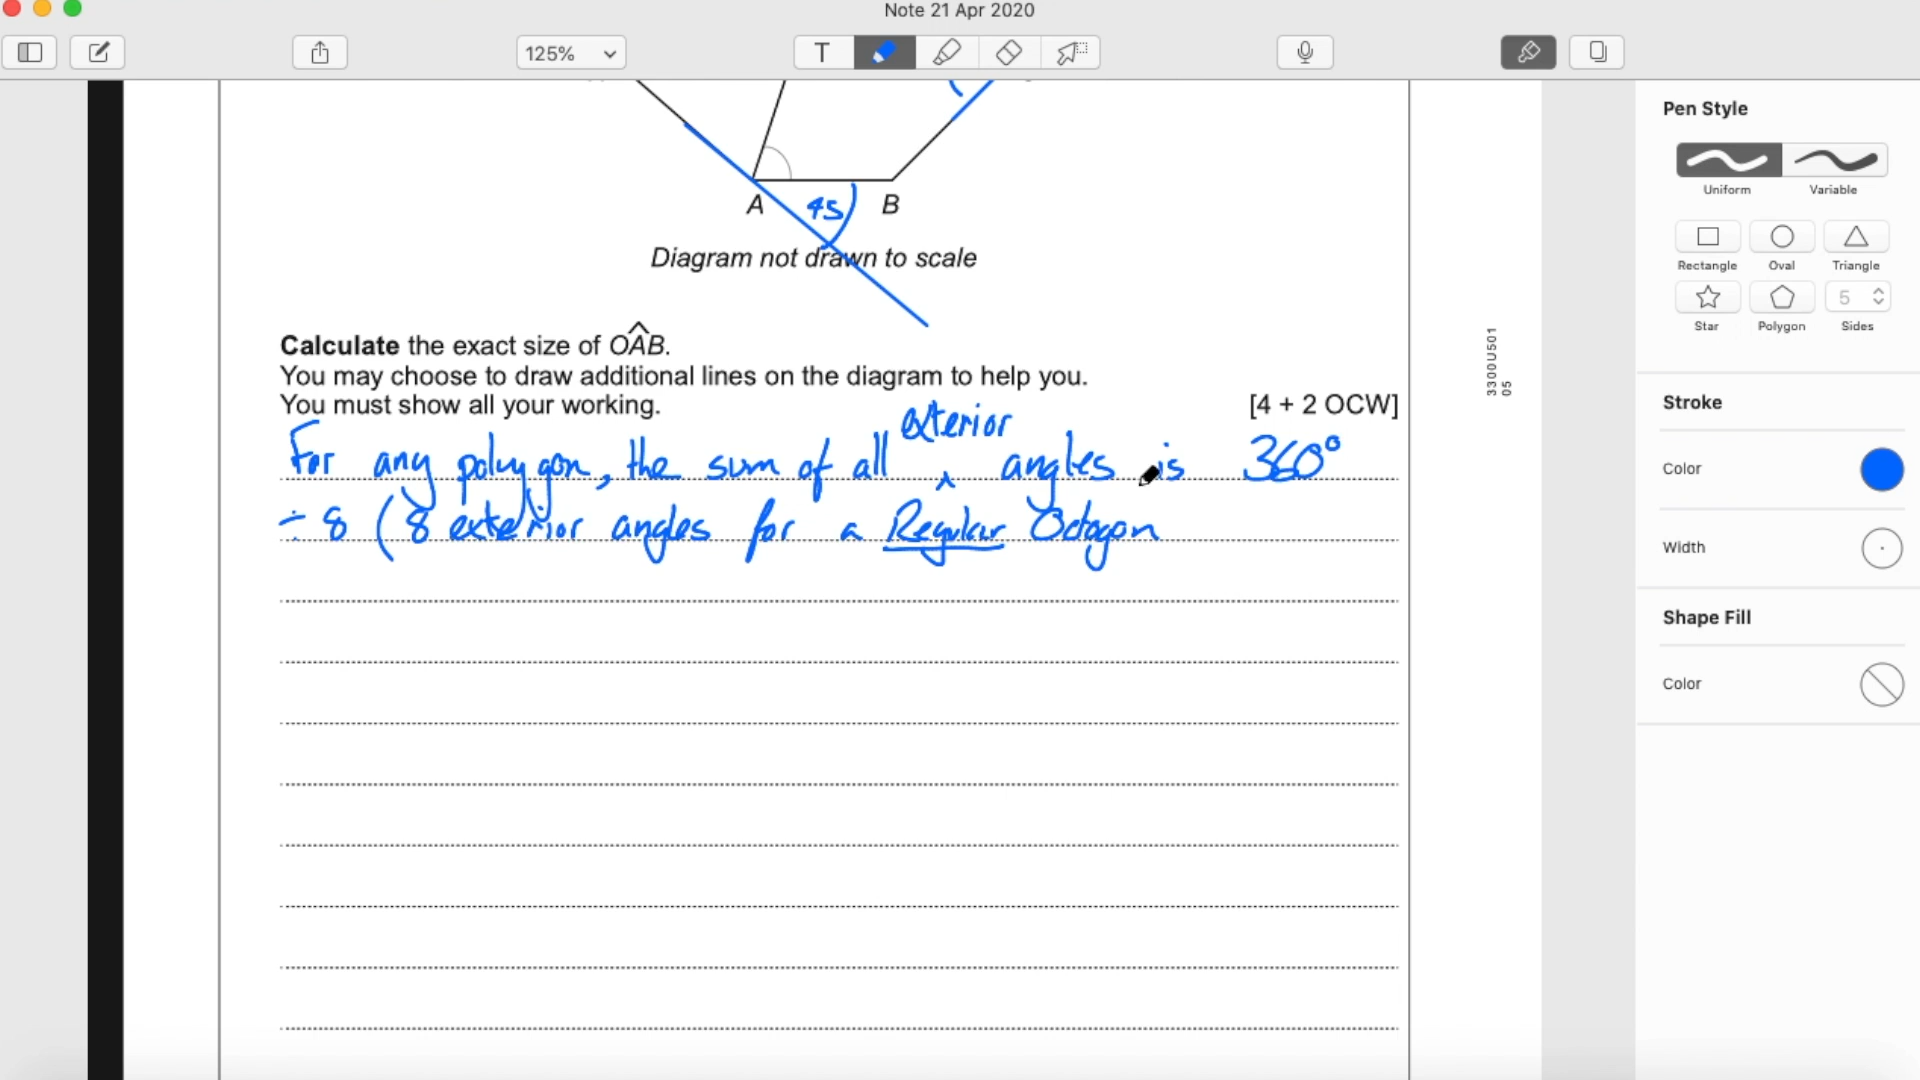 Note 21 Apr 2020
125%
T
Pen Style
Uniform
Variable
Rectangle
Oval
Triangle
5
Star
Polygon
Sides
Stroke
Color
Width
Shape Fill
Color
A
45
B
Diagram not drawn to scale
Calculate the exact size of OÂB.
You may choose to draw additional lines on the diagram to help you.
You must show all your working.
[4 + 2 OCW]
3300U501
05
exterior
For any polygon, the sum of all ^ angles is 360°
÷ 8 (8 exterior angles for a Regular Octagon